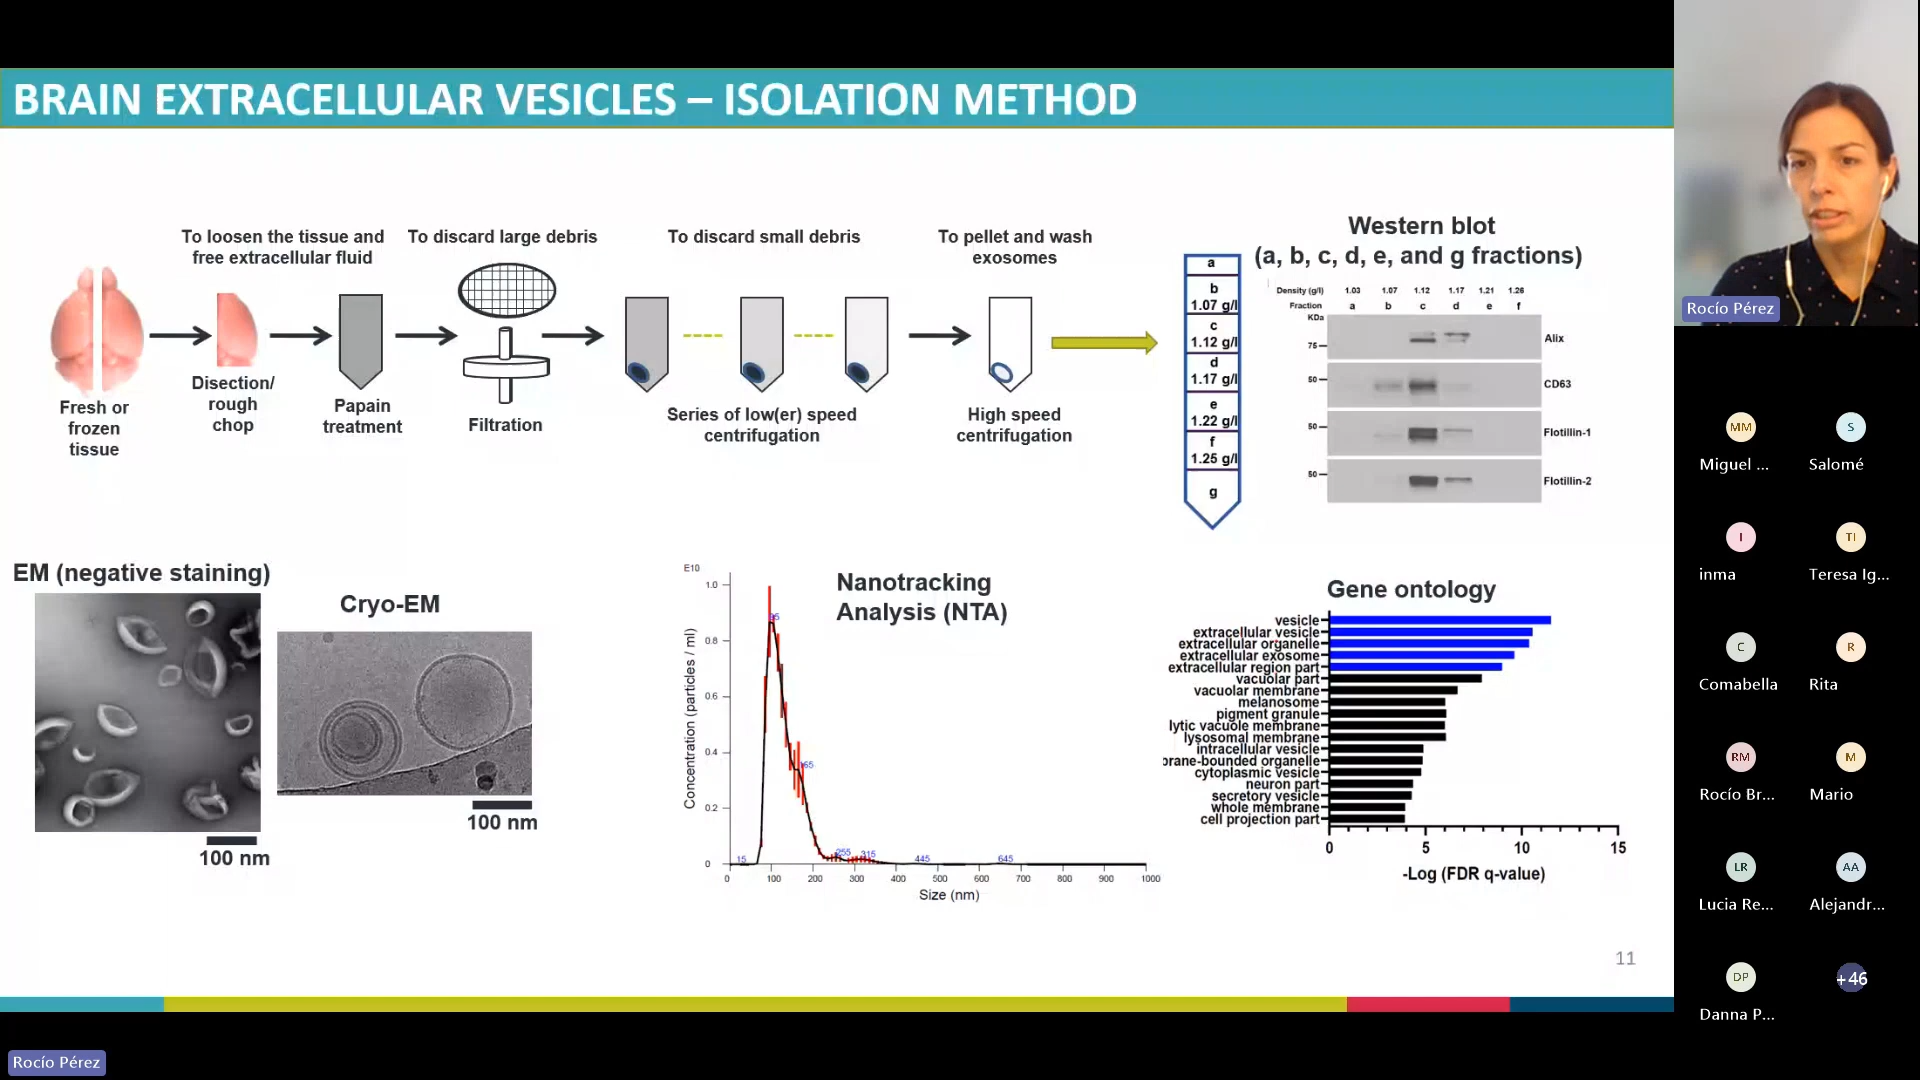 BRAIN EXTRACELLULAR VESICLES – ISOLATION METHOD
To loosen the tissue and
free extracellular fluid
To discard large debris
To discard small debris
To pellet and wash
exosomes
Fresh or
frozen
tissue
Disection/
rough
chop
Papain
treatment
Filtration
Series of low(er) speed
centrifugation
High speed
centrifugation
a
b
1.07 g/l
c
1.12 g/l
d
1.17 g/l
e
1.22 g/l
f
1.25 g/l
g
Western blot
(a, b, c, d, e, and g fractions)
Density (g/l) 1.03 1.07 1.12 1.17 1.21 1.26
Fraction a b c d e f
KDa
75
Alix
50
CD63
50
Flotillin-1
50
Flotillin-2
EM (negative staining)
100 nm
Cryo-EM
100 nm
Nanotracking
Analysis (NTA)
E10
1.0
0.8
0.6
0.4
0.2
0
Concentration (particles / ml)
15
165
255
315
445
645
0 100 200 300 400 500 600 700 800 900 1000
Size (nm)
Gene ontology
vesicle
extracellular vesicle
extracellular organelle
extracellular exosome
extracellular region part
vacuolar part
vacuolar membrane
melanosome
pigment granule
lytic vacuole membrane
lysosomal membrane
intracellular vesicle
brane-bounded organelle
cytoplasmic vesicle
neuron part
secretory vesicle
whole membrane
cell projection part
0 5 10 15
-Log (FDR q-value)
11
Rocío Pérez
Rocío Pérez
MM
Miguel ...
S
Salomé
I
inma
TI
Teresa Ig...
C
Comabella
R
Rita
RM
Rocío Br...
M
Mario
LR
Lucia Re...
AA
Alejandr...
DP
Danna P...
+46